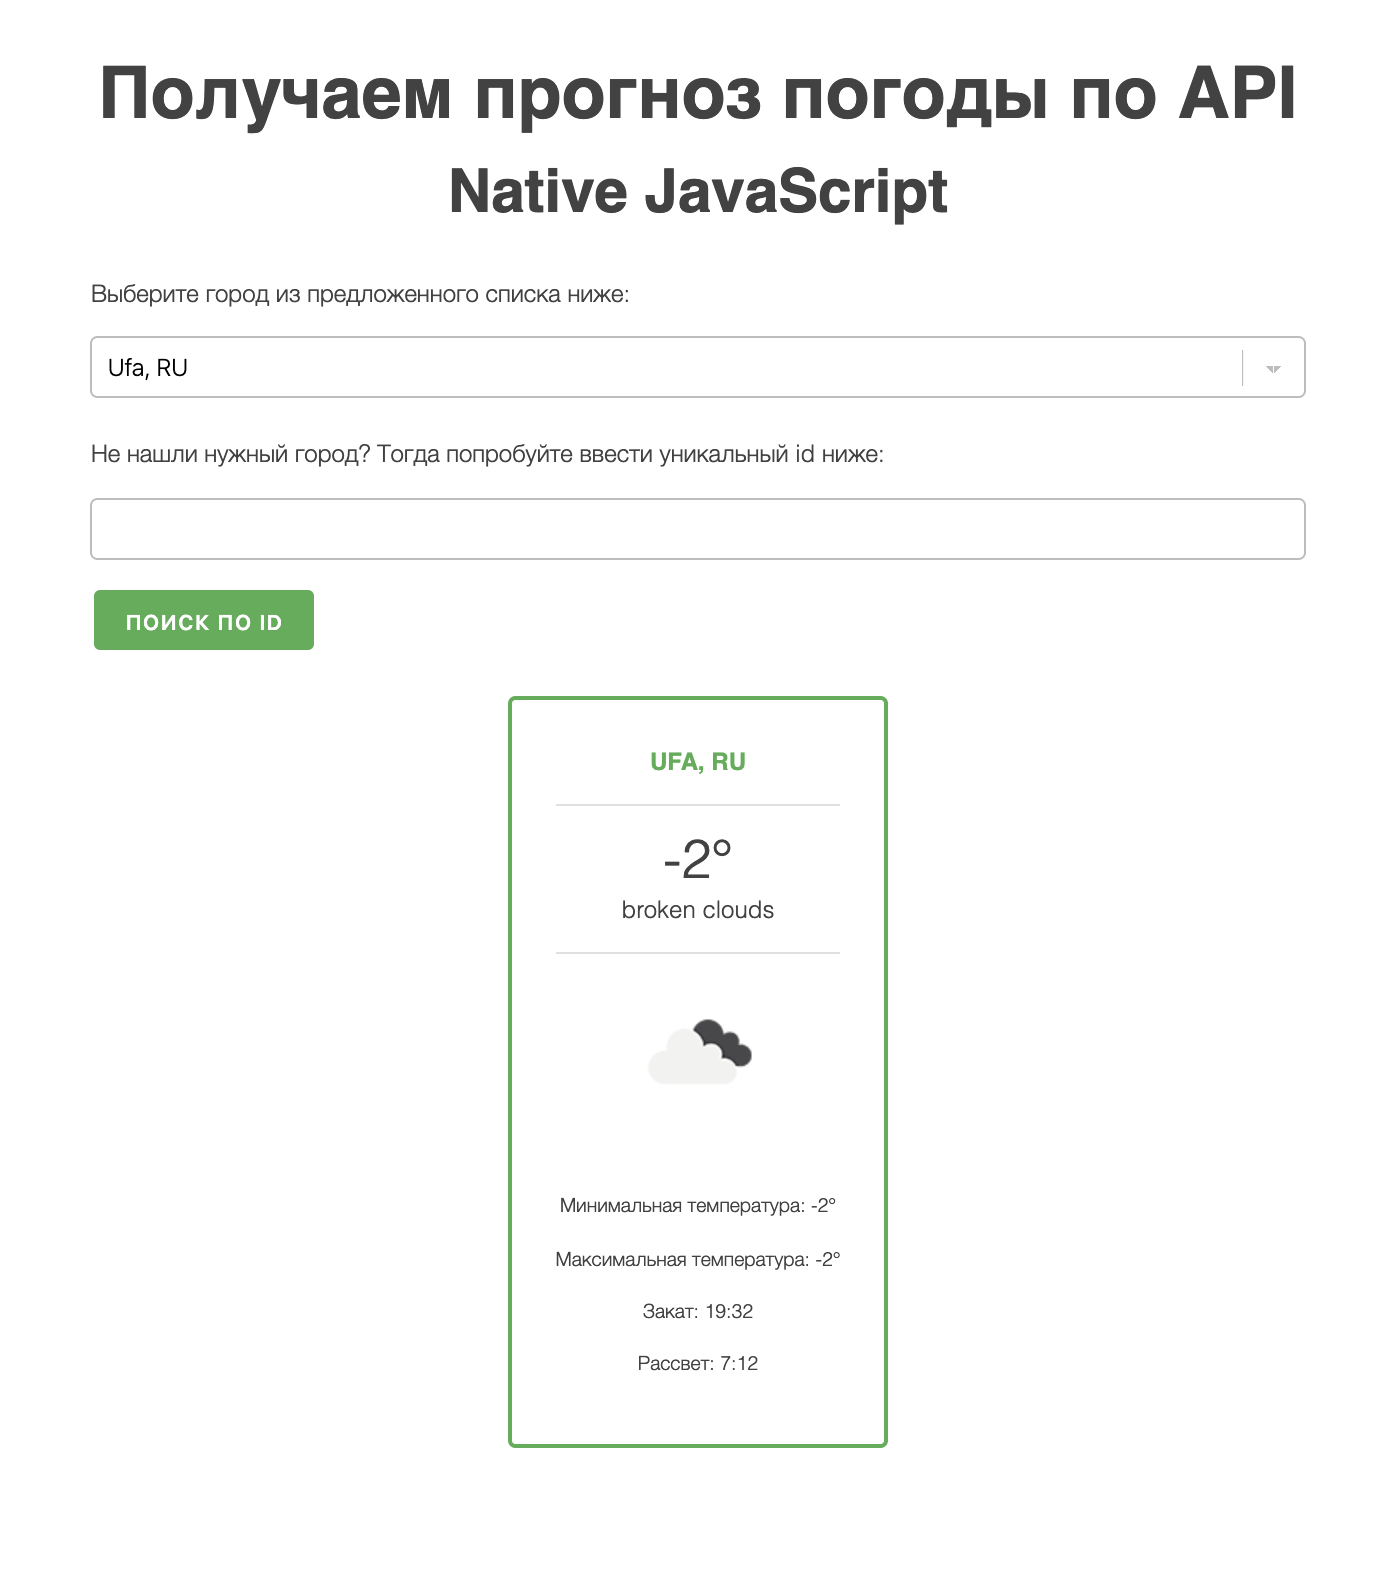 Получаем прогноз погоды по API
Native JavaScript
Выберите город из предложенного списка ниже:
Ufa, RU
Не нашли нужный город? Тогда попробуйте ввести уникальный id ниже:
ПОИСК ПО ID
UFA, RU
-2°
broken clouds
Минимальная температура: -2°
Максимальная температура: -2°
Закат: 19:32
Рассвет: 7:12